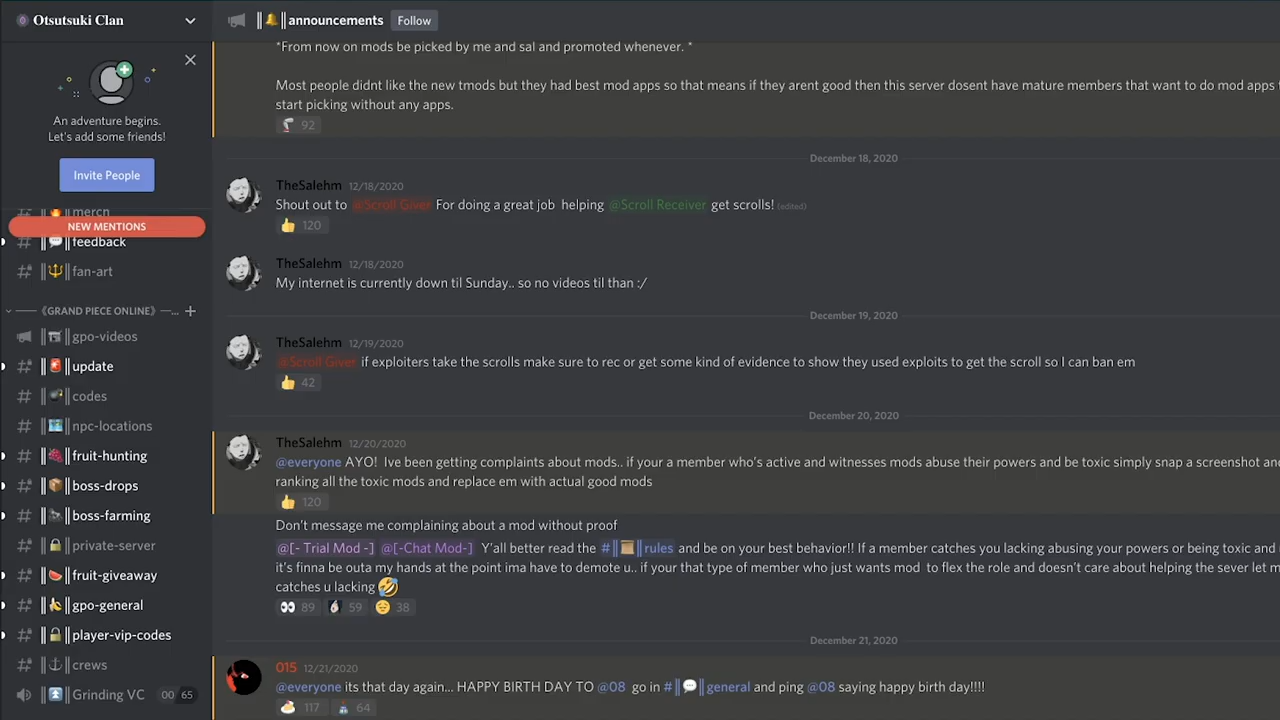 Otsutsuki Clan
An adventure begins.
Let's add some friends!
Invite People
merch
NEW MENTIONS
feedback
fan-art
《GRAND PIECE ONLINE》 —...
gpo-videos
update
codes
npc-locations
fruit-hunting
boss-drops
boss-farming
private-server
fruit-giveaway
gpo-general
player-vip-codes
crews
Grinding VC 00 65
announcements Follow
*From now on mods be picked by me and sal and promoted whenever. *
Most people didnt like the new tmods but they had best mod apps so that means if they arent good then this server dosent have mature members that want to do mod apps
start picking without any apps.
92
December 18, 2020
TheSalehm 12/18/2020
Shout out to @Scroll Giver For doing a great job helping @Scroll Receiver get scrolls! (edited)
120
TheSalehm 12/18/2020
My internet is currently down til Sunday.. so no videos til than :/
December 19, 2020
TheSalehm 12/19/2020
@Scroll Giver if exploiters take the scrolls make sure to rec or get some kind of evidence to show they used exploits to get the scroll so I can ban em
42
December 20, 2020
TheSalehm 12/20/2020
@everyone AYO! Ive been getting complaints about mods.. if your a member who's active and witnesses mods abuse their powers and be toxic simply snap a screenshot and
ranking all the toxic mods and replace em with actual good mods
120
Don't message me complaining about a mod without proof
@[- Trial Mod -] @[-Chat Mod-] Y'all better read the #||📜||rules and be on your best behavior!! If a member catches you lacking abusing your powers or being toxic and
it's finna be outa my hands at the point ima have to demote u.. if your that type of member who just wants mod to flex the role and doesn't care about helping the sever let
catches u lacking 🤣
89 59 38
December 21, 2020
015 12/21/2020
@everyone its that day again... HAPPY BIRTH DAY TO @08 go in #||💬||general and ping @08 saying happy birth day!!!!
117 64